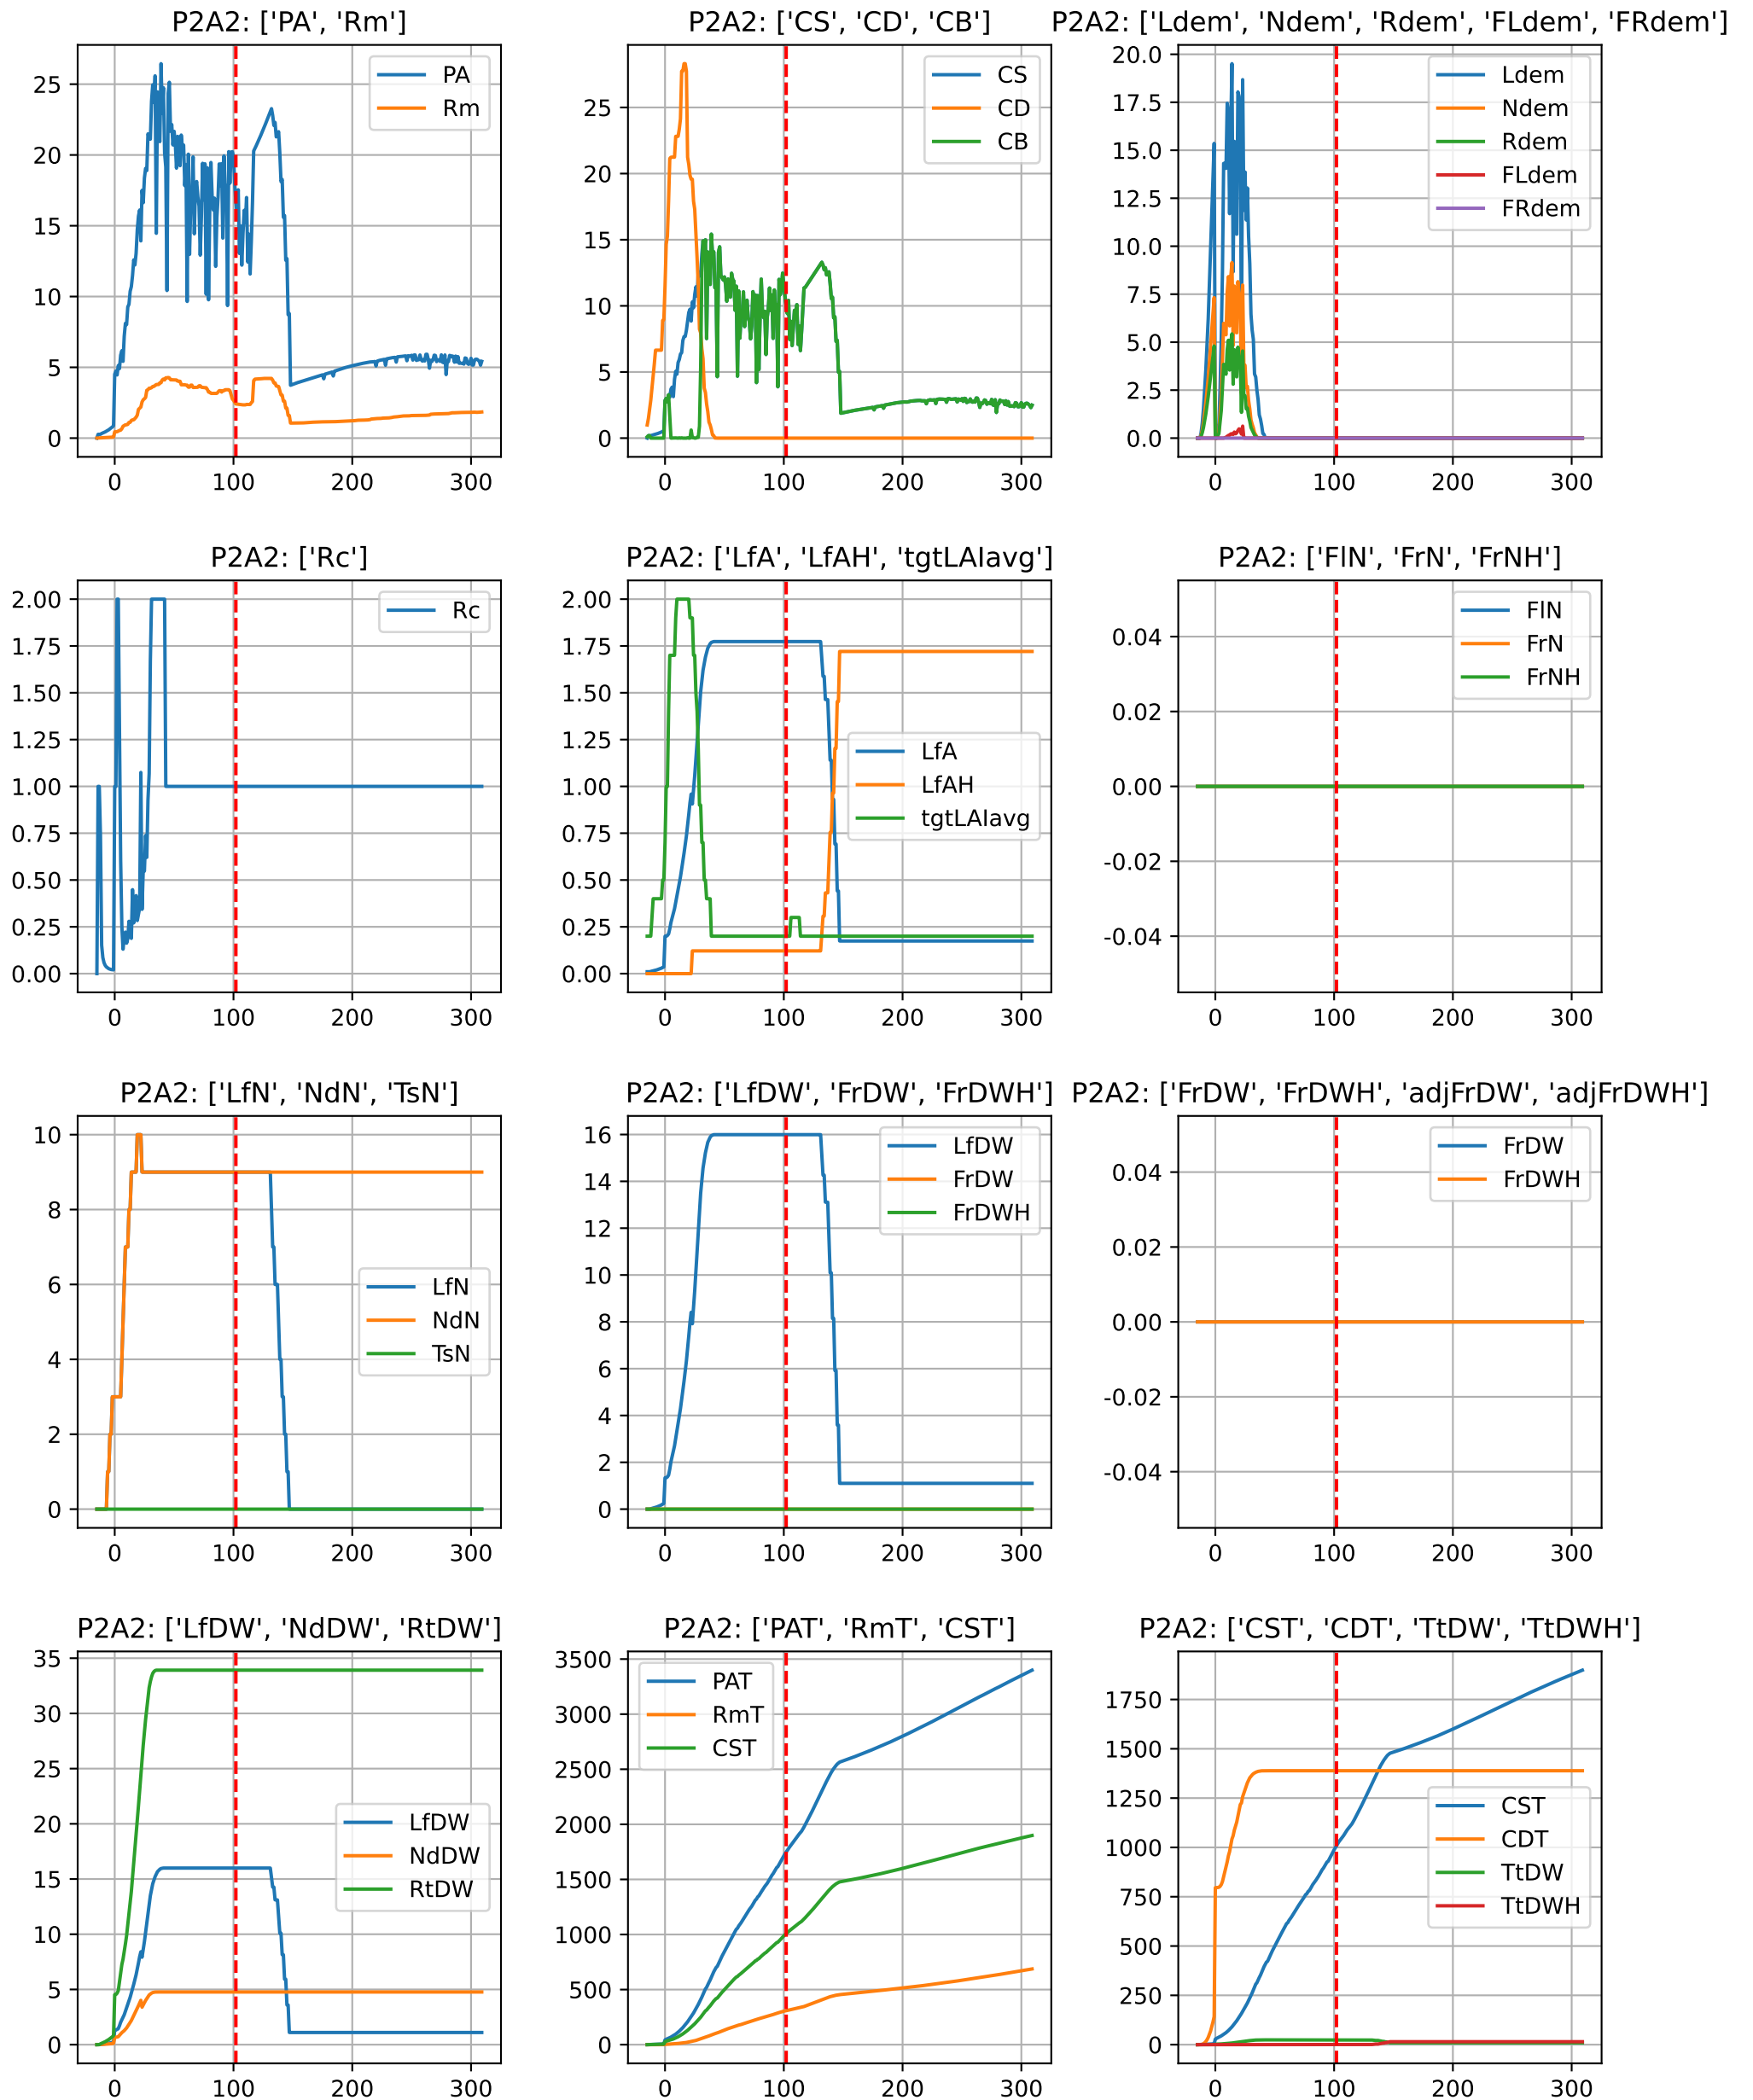 P2A2: ['PA', 'Rm']
25
20
15
10
5
0
0 100 200 300
PA
Rm
P2A2: ['CS', 'CD', 'CB']
25
20
15
10
5
0
0 100 200 300
CS
CD
CB
P2A2: ['Ldem', 'Ndem', 'Rdem', 'FLdem', 'FRdem']
20.0
17.5
15.0
12.5
10.0
7.5
5.0
2.5
0.0
0 100 200 300
Ldem
Ndem
Rdem
FLdem
FRdem
P2A2: ['Rc']
2.00
1.75
1.50
1.25
1.00
0.75
0.50
0.25
0.00
0 100 200 300
Rc
P2A2: ['LfA', 'LfAH', 'tgtLAIavg']
2.00
1.75
1.50
1.25
1.00
0.75
0.50
0.25
0.00
0 100 200 300
LfA
LfAH
tgtLAIavg
P2A2: ['FlN', 'FrN', 'FrNH']
0.04
0.02
0.00
-0.02
-0.04
0 100 200 300
FlN
FrN
FrNH
P2A2: ['LfN', 'NdN', 'TsN']
10
8
6
4
2
0
0 100 200 300
LfN
NdN
TsN
P2A2: ['LfDW', 'FrDW', 'FrDWH']
16
14
12
10
8
6
4
2
0
0 100 200 300
LfDW
FrDW
FrDWH
P2A2: ['FrDW', 'FrDWH', 'adjFrDW', 'adjFrDWH']
0.04
0.02
0.00
-0.02
-0.04
0 100 200 300
FrDW
FrDWH
P2A2: ['LfDW', 'NdDW', 'RtDW']
35
30
25
20
15
10
5
0
0 100 200 300
LfDW
NdDW
RtDW
P2A2: ['PAT', 'RmT', 'CST']
3500
3000
2500
2000
1500
1000
500
0
0 100 200 300
PAT
RmT
CST
P2A2: ['CST', 'CDT', 'TtDW', 'TtDWH']
1750
1500
1250
1000
750
500
250
0
0 100 200 300
CST
CDT
TtDW
TtDWH